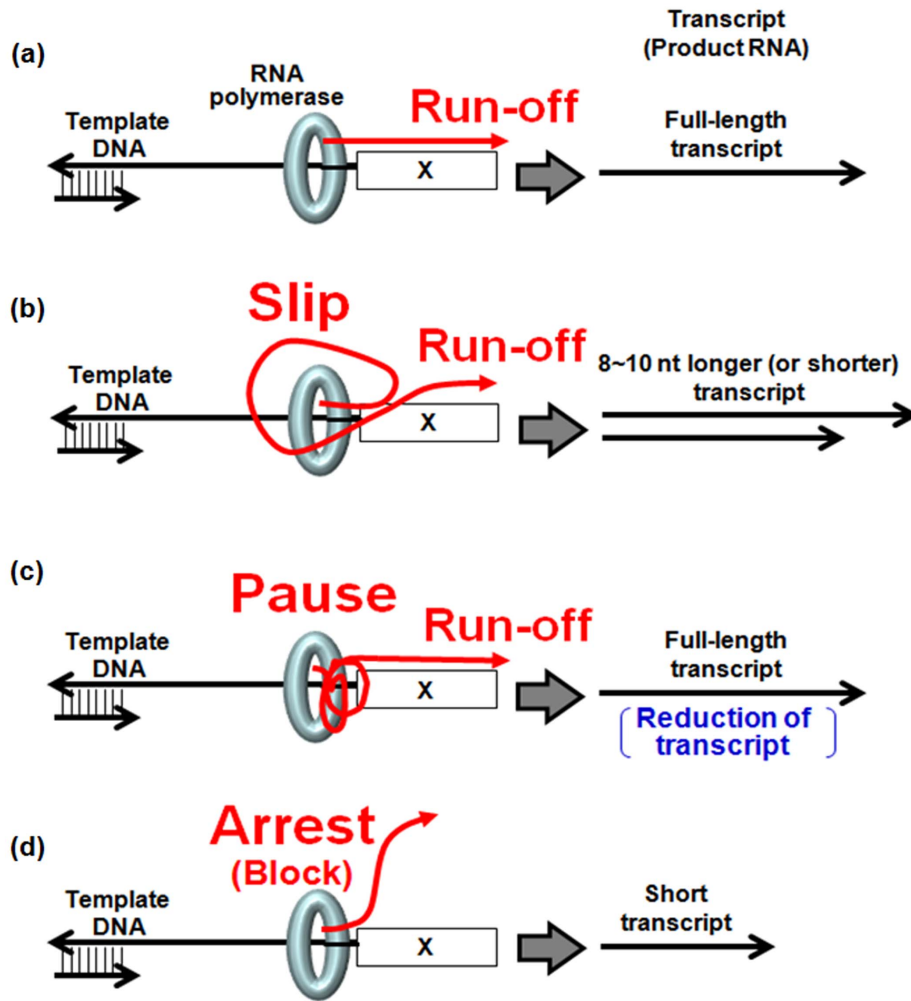 Transcript
(Product RNA)
(a)
RNA
polymerase
Run-off
Template
DNA
Full-length
transcript
X
(b)
Slip
Run-off
8~10 nt longer (or shorter)
transcript
Template
DNA
X
(c)
Pause
Run-off
Full-length
transcript
Template
DNA
X
Reduction of
transcript
(d)
Arrest
(Block)
Template
DNA
Short
transcript
X